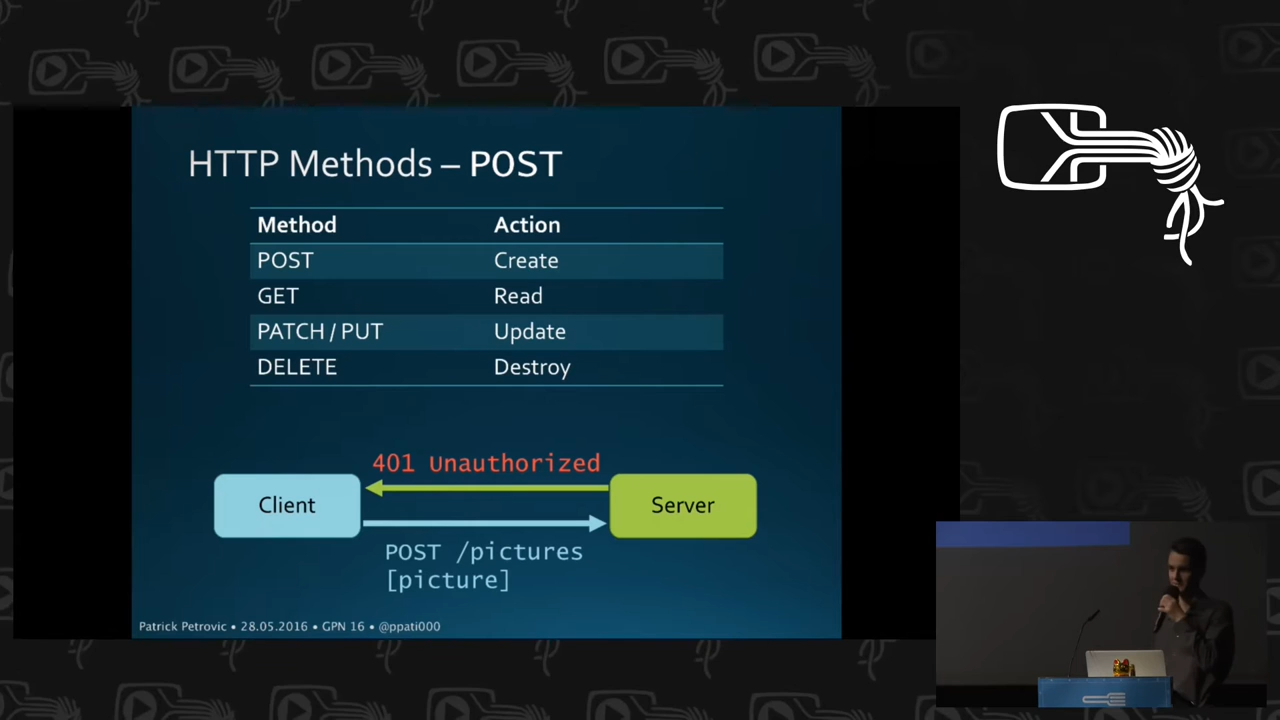 HTTP Methods – POST
Method Action
POST Create
GET Read
PATCH / PUT Update
DELETE Destroy
401 Unauthorized
Client Server
POST /pictures
[picture]
Patrick Petrovic • 28.05.2016 • GPN 16 • @ppati000